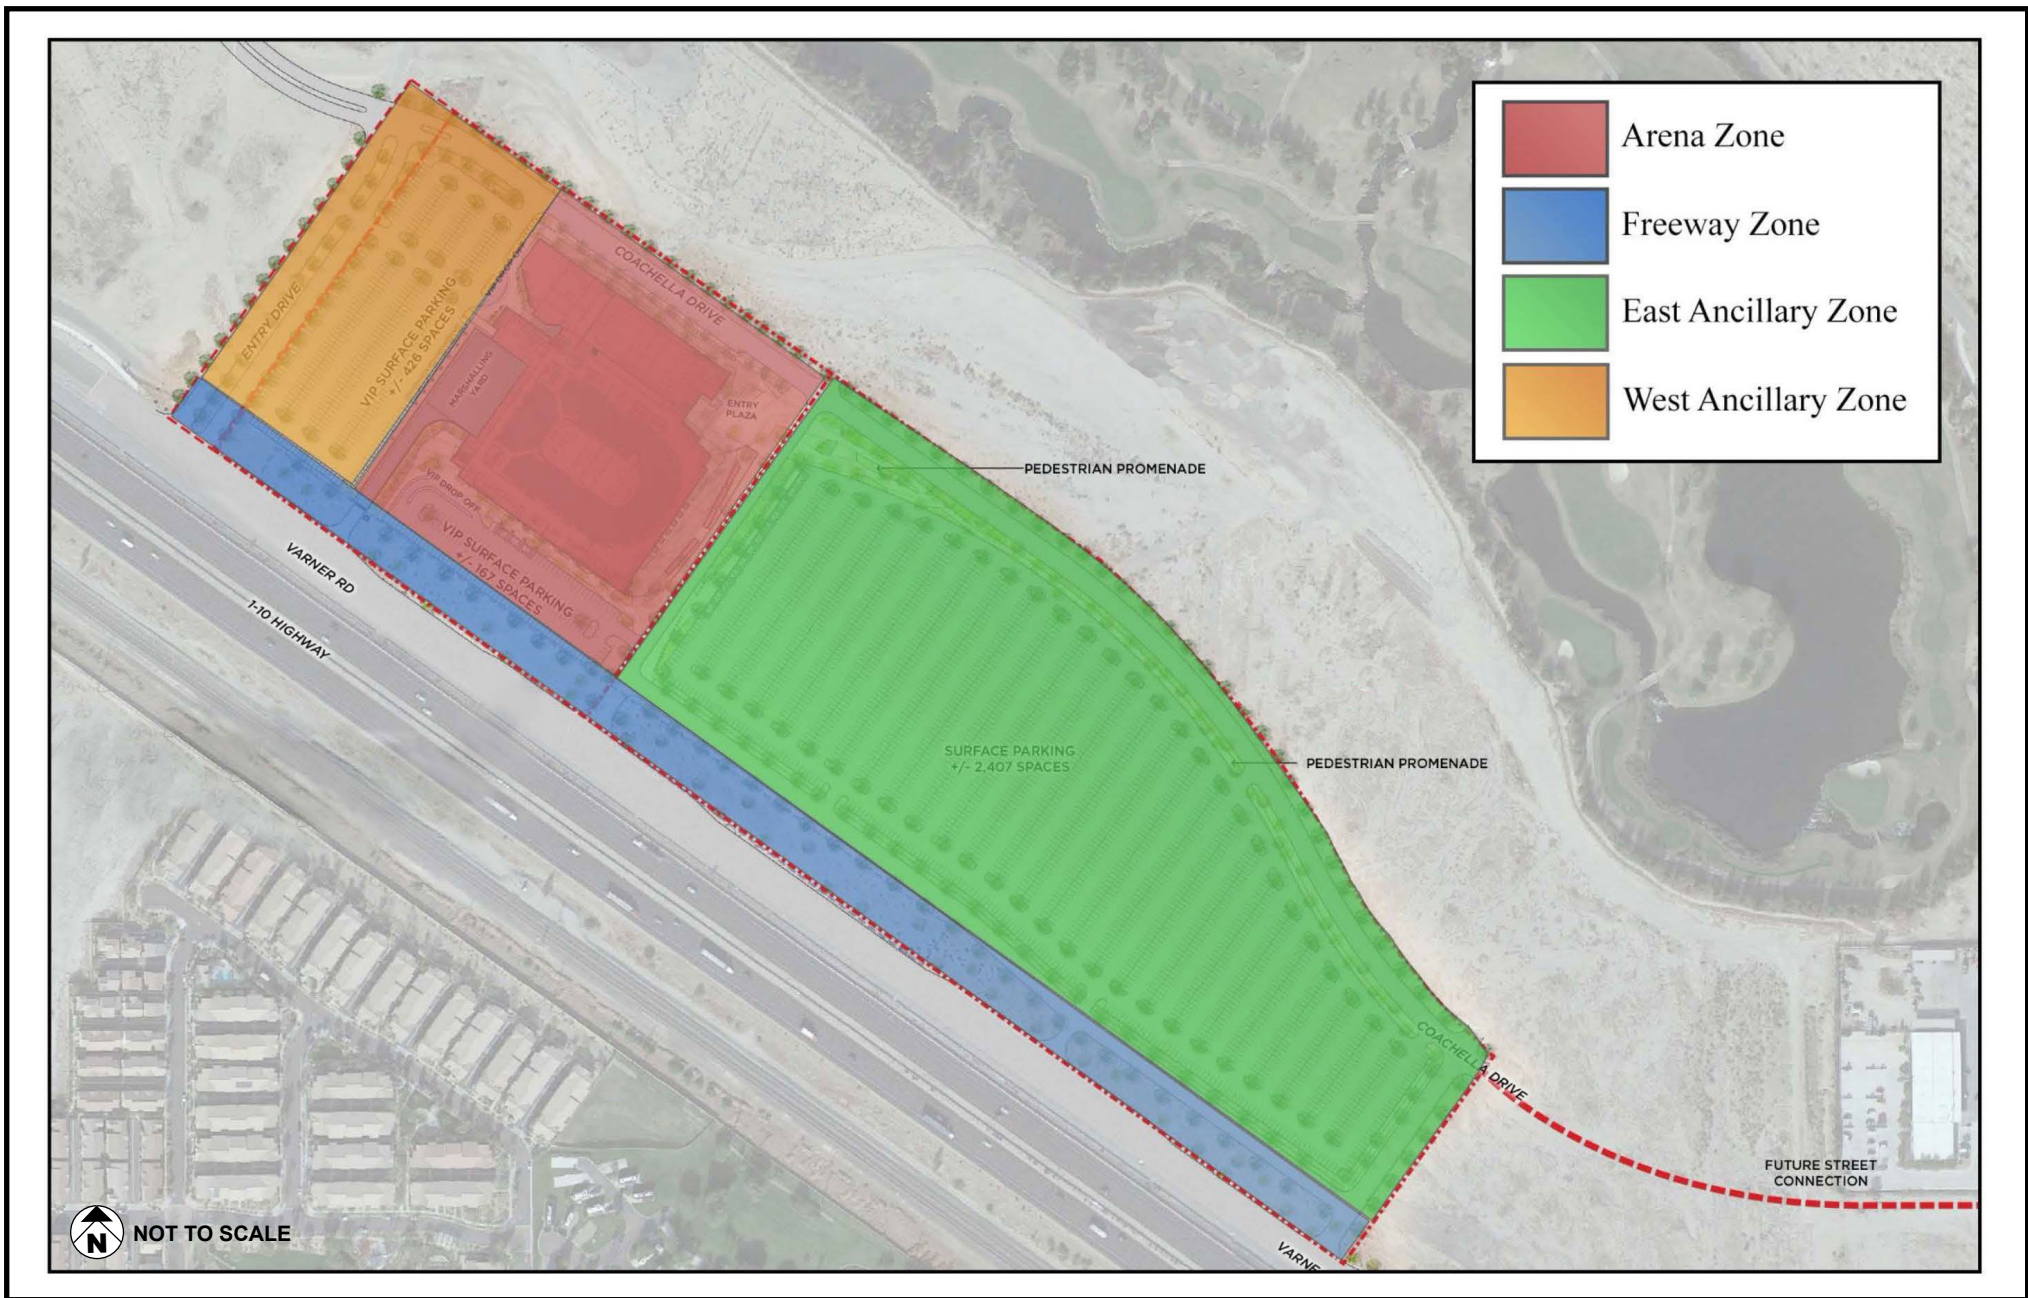 Arena Zone
Freeway Zone
East Ancillary Zone
West Ancillary Zone
COACHELLA DRIVE
ENTRY DRIVE
VIP SURFACE PARKING
+/- 426 SPACES
MARSHALLING
YARD
ENTRY
PLAZA
VIP DROP OFF
VIP SURFACE PARKING
+/- 167 SPACES
PEDESTRIAN PROMENADE
VARNER RD
1-10 HIGHWAY
SURFACE PARKING
+/- 2,407 SPACES
PEDESTRIAN PROMENADE
COACHELLA DRIVE
FUTURE STREET
CONNECTION
N
NOT TO SCALE
VARNE